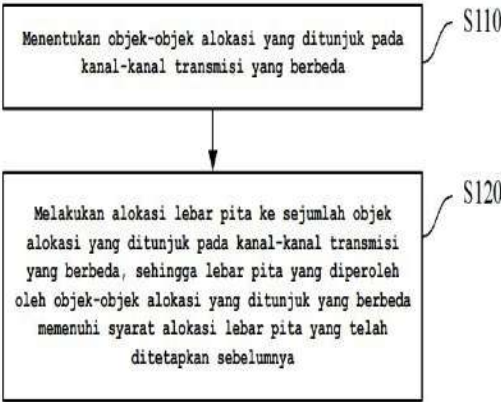 Menentukan objek-objek alokasi yang ditunjuk pada
kanal-kanal transmisi yang berbeda
S110
Melakukan alokasi lebar pita ke sejumlah objek
alokasi yang ditunjuk pada kanal-kanal transmisi
yang berbeda, sehingga lebar pita yang diperoleh
oleh objek-objek alokasi yang ditunjuk yang berbeda
memenuhi syarat alokasi lebar pita yang telah
ditetapkan sebelumnya
S120